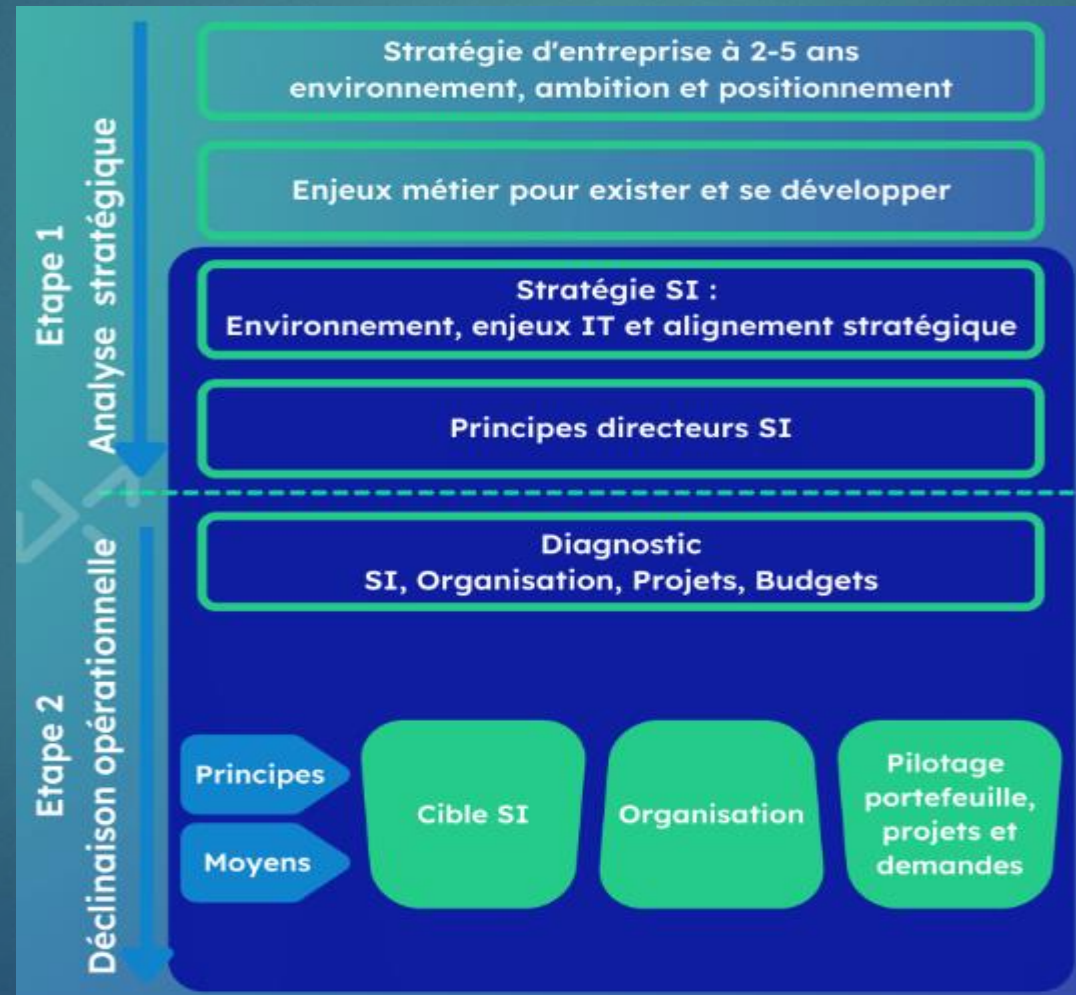 Etape 1
Analyse stratégique
Stratégie d'entreprise à 2-5 ans
environnement, ambition et positionnement
Enjeux métier pour exister et se développer
Stratégie SI :
Environnement, enjeux IT et alignement stratégique
Principes directeurs SI
Etape 2
Déclinaison opérationnelle
Diagnostic
SI, Organisation, Projets, Budgets
Principes
Moyens
Cible SI
Organisation
Pilotage
portefeuille,
projets et
demandes